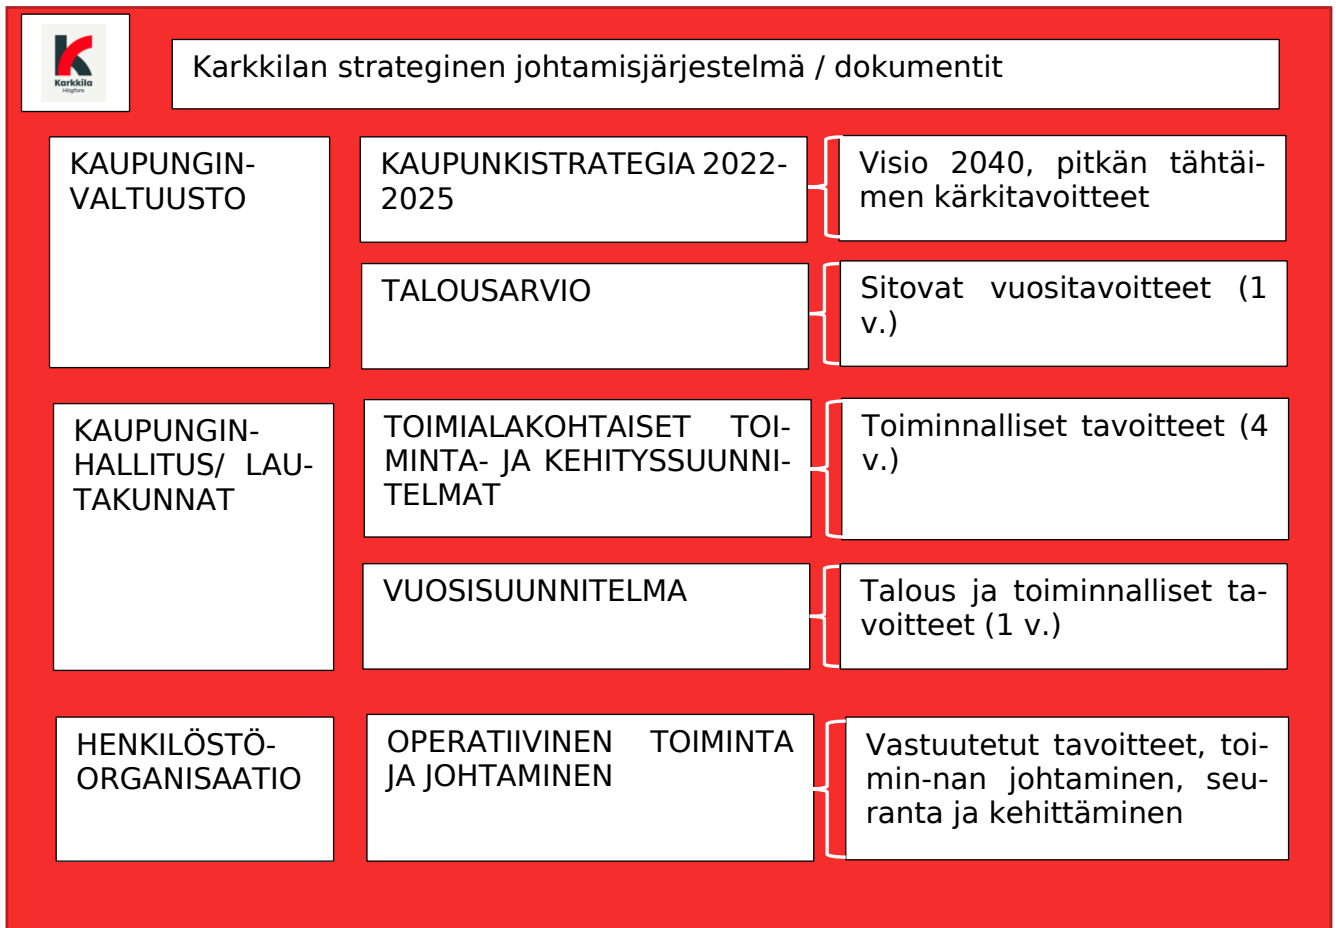 Karkkila
Högfors
Karkkilan strateginen johtamisjärjestelmä / dokumentit
KAUPUNGIN-
VALTUUSTO
KAUPUNKISTRATEGIA 2022-
2025
Visio 2040, pitkän tähtäi-
men kärkitavoitteet
TALOUSARVIO
Sitovat vuositavoitteet (1
v.)
KAUPUNGIN-
HALLITUS/ LAU-
TAKUNNAT
TOIMIALAKOHTAISET TOI-
MINTA- JA KEHITYSSUUNNI-
TELMAT
Toiminnalliset tavoitteet (4
v.)
VUOSISUUNNITELMA
Talous ja toiminnalliset ta-
voitteet (1 v.)
HENKILÖSTÖ-
ORGANISAATIO
OPERATIIVINEN TOIMINTA
JA JOHTAMINEN
Vastuutetut tavoitteet, toi-
min-nan johtaminen, seu-
ranta ja kehittäminen